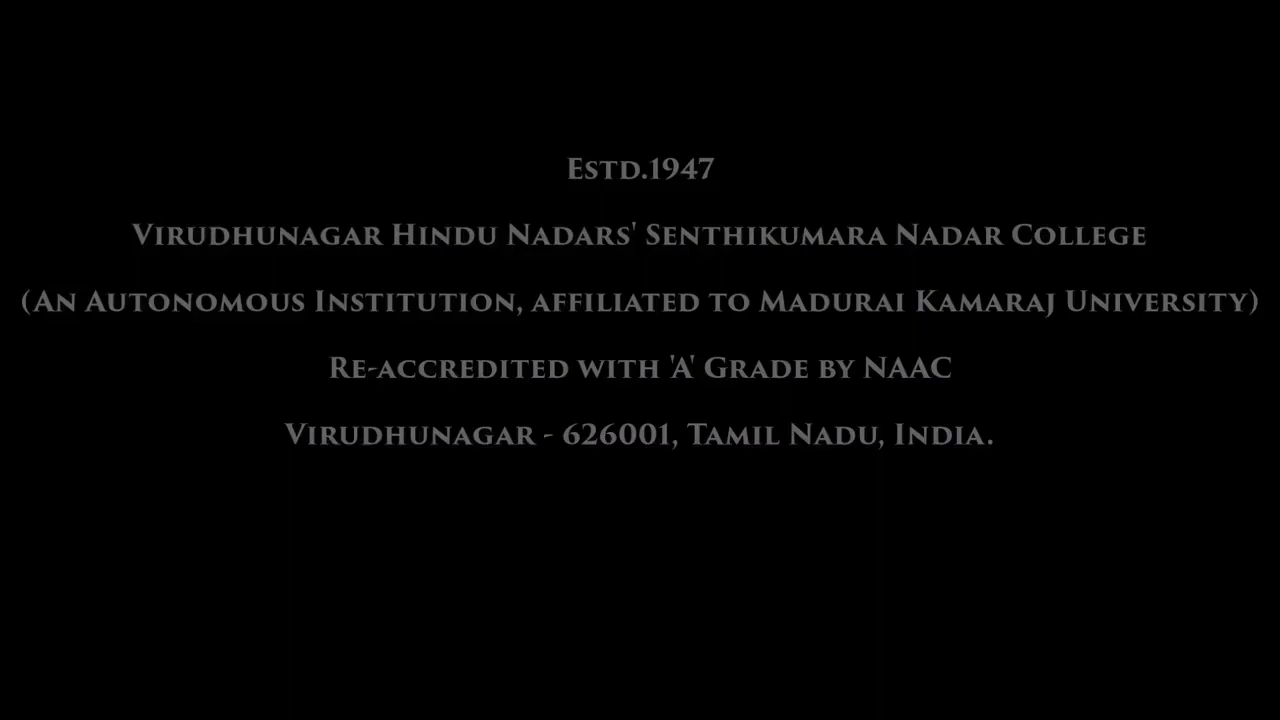 Estd.1947
Virudhunagar Hindu Nadars' Senthikumara Nadar College
(An Autonomous Institution, affiliated to Madurai Kamaraj University)
Re-accredited with 'A' Grade by NAAC
Virudhunagar - 626001, Tamil Nadu, India.